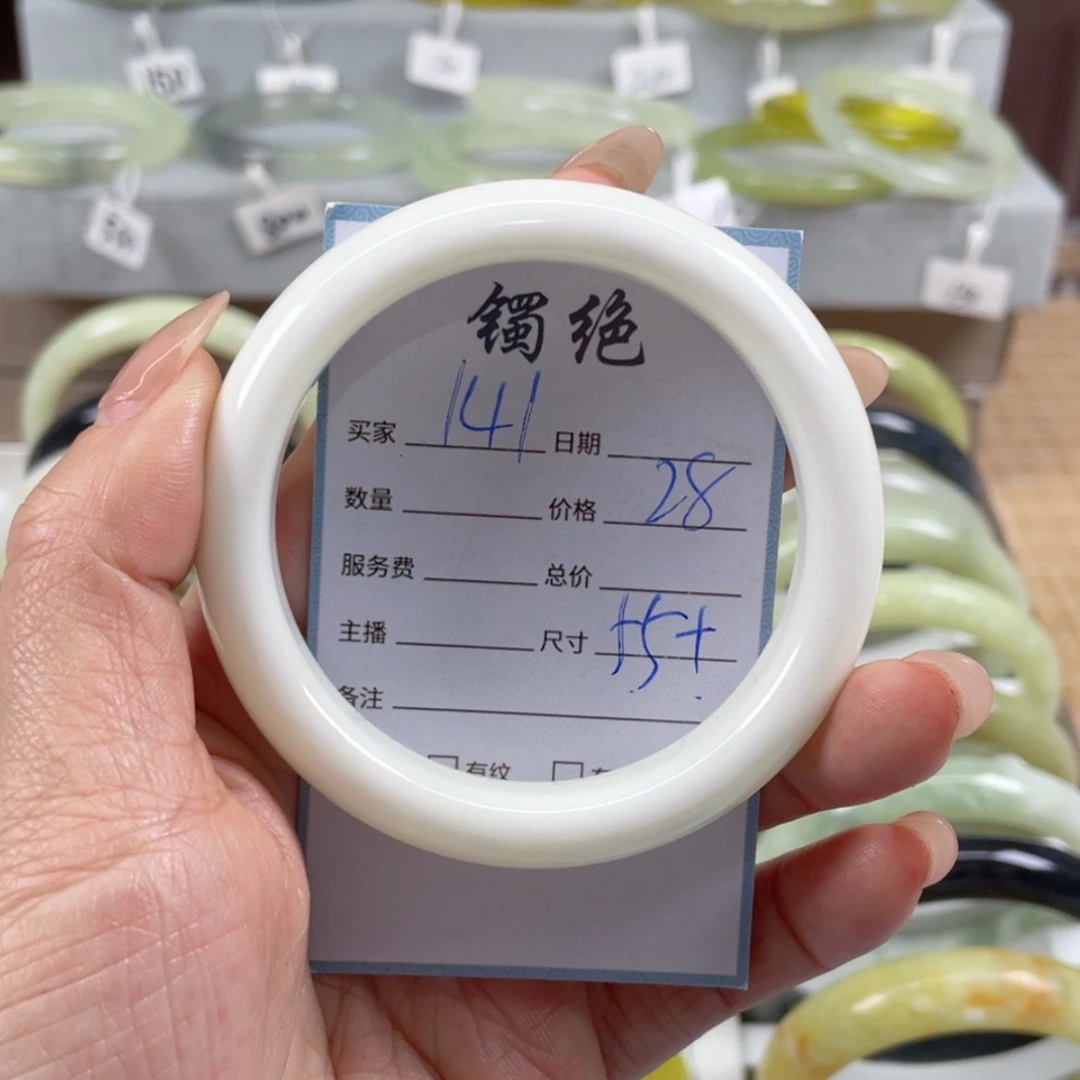 镯绝
买家 141 日期
数量 价格 28
服务费 总价
主播 尺寸 55+
备注
有纹